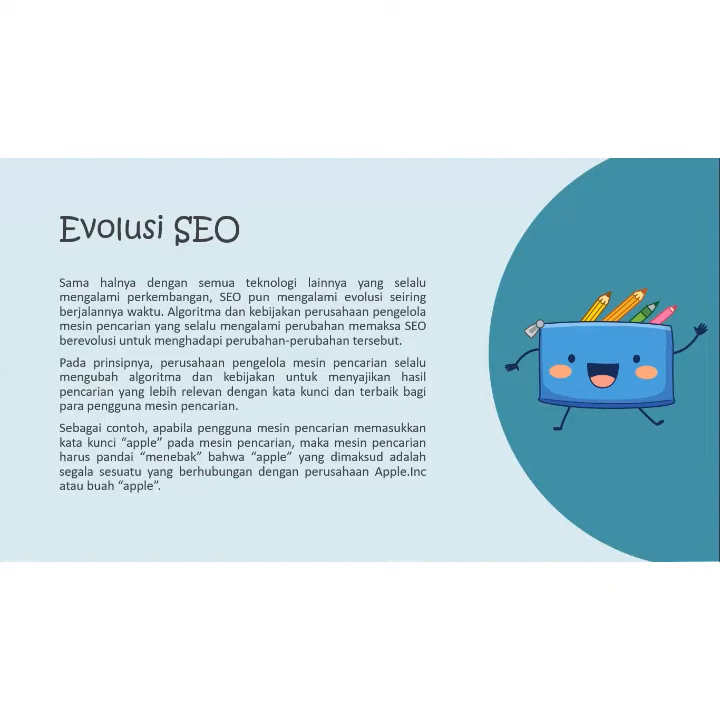 Evolusi SEO
Sama halnya dengan semua teknologi lainnya yang selalu
mengalami perkembangan, SEO pun mengalami evolusi seiring
berjalannya waktu. Algoritma dan kebijakan perusahaan pengelola
mesin pencarian yang selalu mengalami perubahan memaksa SEO
berevolusi untuk menghadapi perubahan-perubahan tersebut.
Pada prinsipnya, perusahaan pengelola mesin pencarian selalu
mengubah algoritma dan kebijakan untuk menyajikan hasil
pencarian yang lebih relevan dengan kata kunci dan terbaik bagi
para pengguna mesin pencarian.
Sebagai contoh, apabila pengguna mesin pencarian memasukkan
kata kunci “apple” pada mesin pencarian, maka mesin pencarian
harus pandai “menebak” bahwa “apple” yang dimaksud adalah
segala sesuatu yang berhubungan dengan perusahaan Apple.Inc
atau buah “apple”.